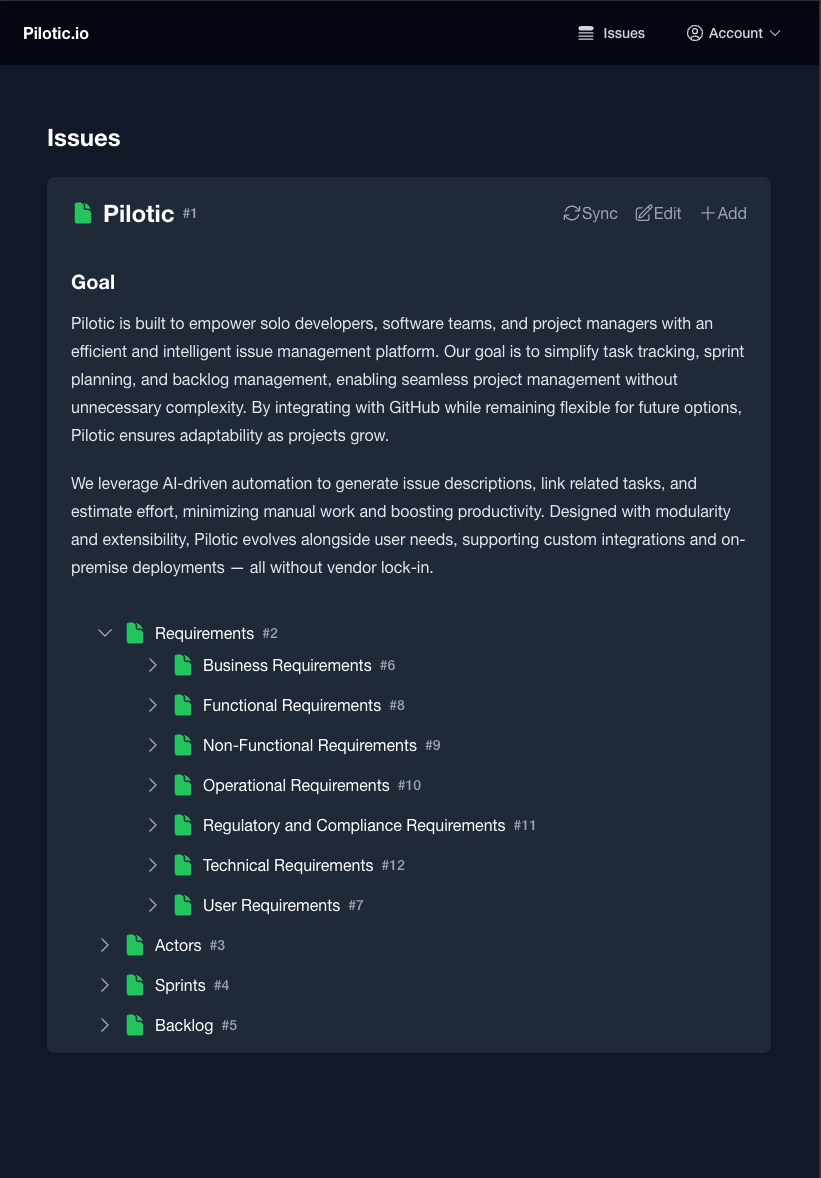 Pilotic.io
Issues
Account
Issues
Pilotic #1
Sync
Edit
Add
Goal
Pilotic is built to empower solo developers, software teams, and project managers with an
efficient and intelligent issue management platform. Our goal is to simplify task tracking, sprint
planning, and backlog management, enabling seamless project management without
unnecessary complexity. By integrating with GitHub while remaining flexible for future options,
Pilotic ensures adaptability as projects grow.
We leverage AI-driven automation to generate issue descriptions, link related tasks, and
estimate effort, minimizing manual work and boosting productivity. Designed with modularity
and extensibility, Pilotic evolves alongside user needs, supporting custom integrations and on-
premise deployments — all without vendor lock-in.
Requirements #2
Business Requirements #6
Functional Requirements #8
Non-Functional Requirements #9
Operational Requirements #10
Regulatory and Compliance Requirements #11
Technical Requirements #12
User Requirements #7
Actors #3
Sprints #4
Backlog #5